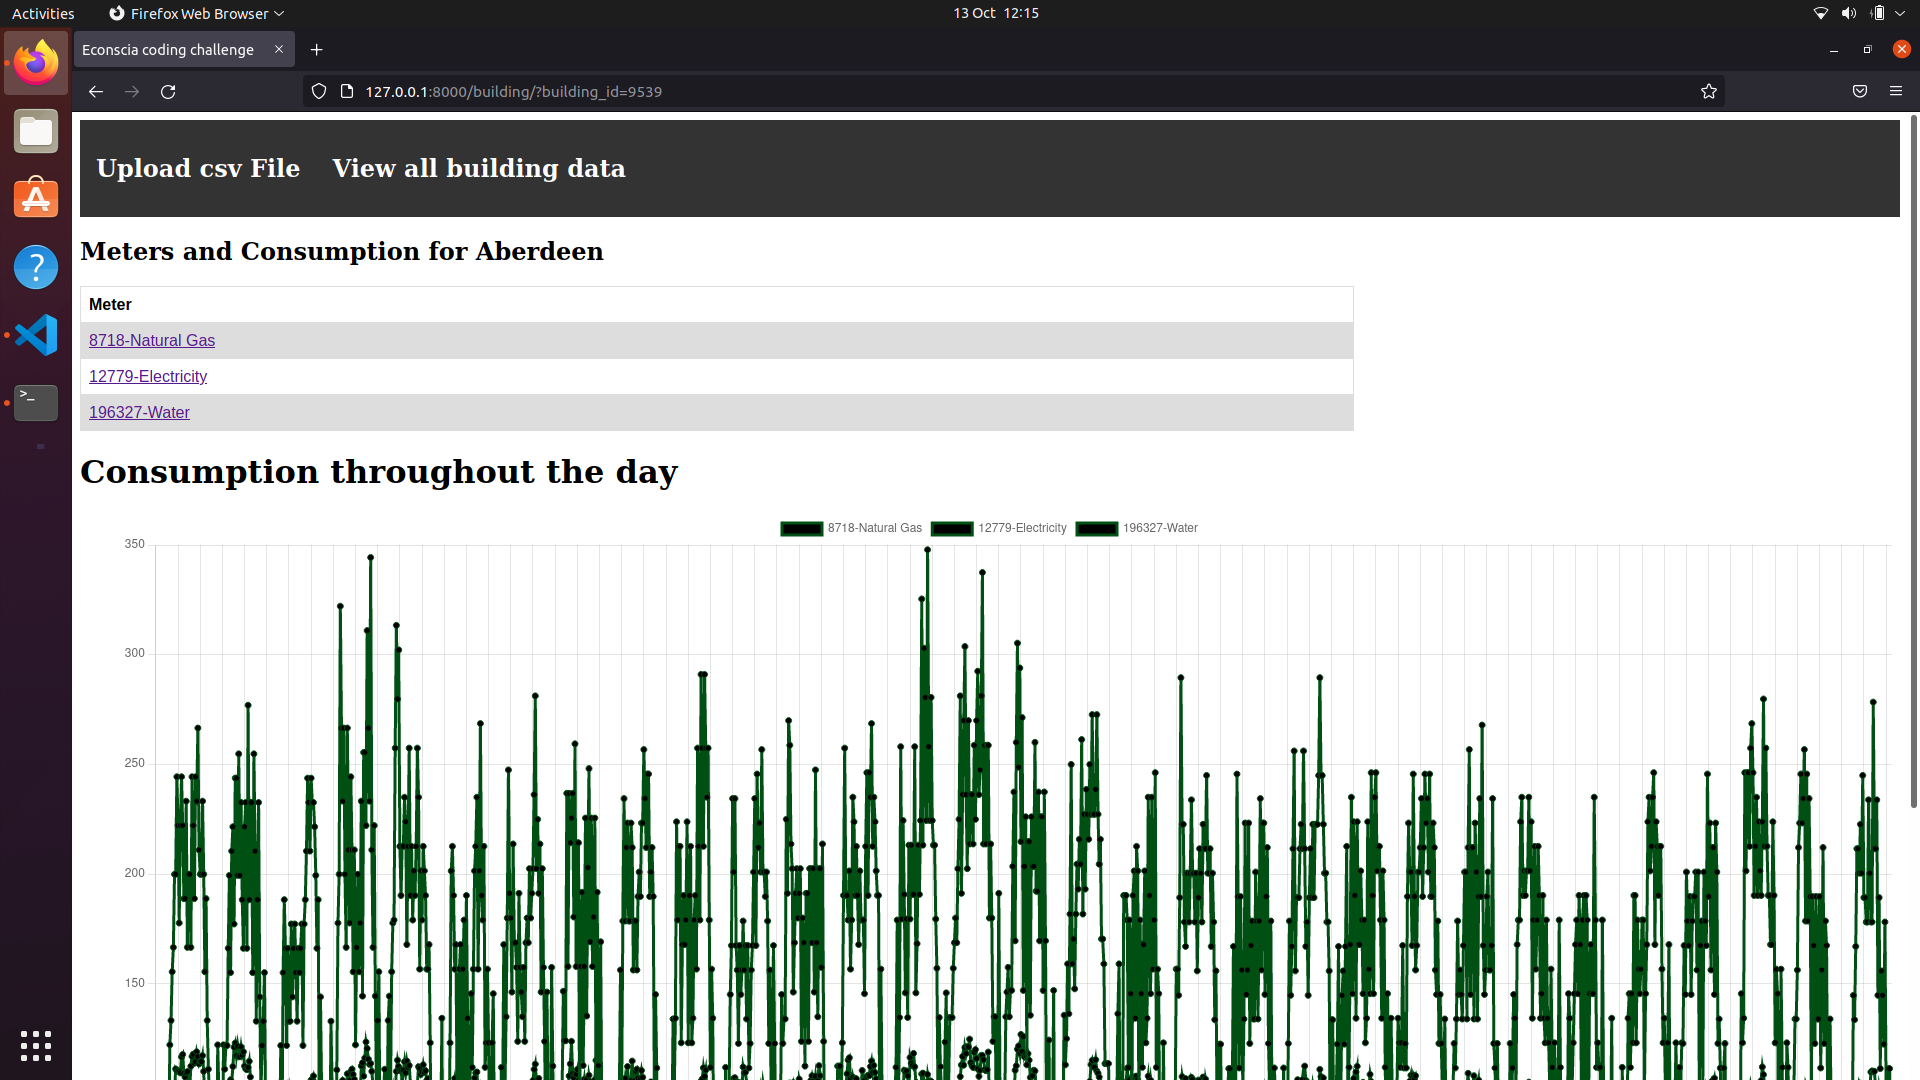 Activities Firefox Web Browser 13 Oct 12:15
Econscia coding challenge
127.0.0.1:8000/building/?building_id=9539
Upload csv File View all building data
Meters and Consumption for Aberdeen
Meter
8718-Natural Gas
12779-Electricity
196327-Water
Consumption throughout the day
8718-Natural Gas 12779-Electricity 196327-Water
350
300
250
200
150